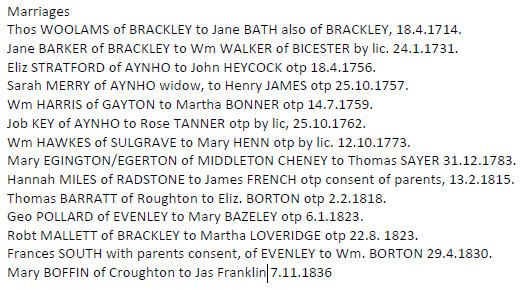 Marriages
Thos WOOLAMS of BRACKLEY to Jane BATH also of BRACKLEY, 18.4.1714.
Jane BARKER of BRACKLEY to Wm WALKER of BICESTER by lic. 24.1.1731.
Eliz STRATFORD of AYNHO to John HEYCOCK otp 18.4.1756.
Sarah MERRY of AYNHO widow, to Henry JAMES otp 25.10.1757.
Wm HARRIS of GAYTON to Martha BONNER otp 14.7.1759.
Job KEY of AYNHO to Rose TANNER otp by lic, 25.10.1762.
Wm HAWKES of SULGRAVE to Mary HENN otp by lic. 12.10.1773.
Mary EGINGTON/EGERTON of MIDDLETON CHENEY to Thomas SAYER 31.12.1783.
Hannah MILES of RADSTONE to James FRENCH otp consent of parents, 13.2.1815.
Thomas BARRATT of Roughton to Eliz. BORTON otp 2.2.1818.
Geo POLLARD of EVENLEY to Mary BAZELEY otp 6.1.1823.
Robt MALLETT of BRACKLEY to Martha LOVERIDGE otp 22.8. 1823.
Frances SOUTH with parents consent, of EVENLEY to Wm. BORTON 29.4.1830.
Mary BOFFIN of Croughton to Jas Franklin 7.11.1836